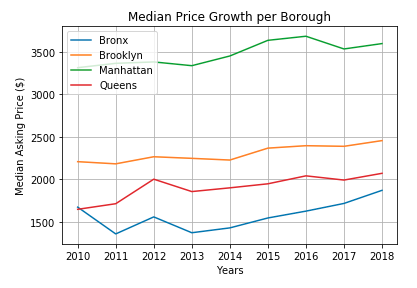 Median Price Growth per Borough
Bronx
Brooklyn
Manhattan
Queens
Median Asking Price ($)
3500
3000
2500
2000
1500
2010 2011 2012 2013 2014 2015 2016 2017 2018
Years